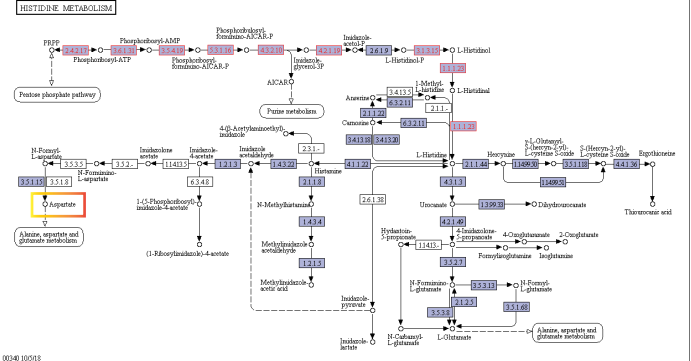 HISTIDINE METABOLISM
PRPP
2.4.2.17
Phosphoribosyl-ATP
3.6.1.31
Phosphoribosyl-AMP
3.5.4.19
Phosphoribosyl-
formimino-AICAR-P
5.3.1.16
Phosphoribulosyl-
formimino-AICAR-P
4.3.2.10
Imidazole-
glycerol-3P
4.2.1.19
Imidazole-
acetol-P
2.6.1.9
L-Histidinol-P
3.1.3.15
L-Histidinol
1.1.1.23
L-Histidinal
1.1.1.23
Pentose phosphate pathway
AICAR
Purine metabolism
Anserine
3.4.13.5
1-Methyl-
L-histidine
6.3.2.11
2.1.1.-
2.1.1.22
Carnosine
6.3.2.11
3.4.13.18
3.4.13.20
4-(β-Acetylaminoethyl)-
imidazole
2.3.1.-
N-Formyl-
L-aspartate
3.5.3.5
3.5.2.-
N-Formimino-
L-aspartate
Imidazolone
acetate
1.14.13.5
Imidazole-
4-acetate
1.2.1.3
Imidazole
acetaldehyde
1.4.3.22
Histamine
4.1.1.22
L-Histidine
2.1.1.44
Hercynine
1.14.99.50
γ-L-Glutamyl-
S-(hercyn-2-yl)-
L-cysteine S-oxide
3.5.1.118
S-(Hercyn-2-yl)-
L-cysteine S-oxide
4.4.1.36
Ergothioneine
1.14.99.51
Thiourocanic acid
3.5.1.15
3.5.1.8
Aspartate
Alanine, aspartate and
glutamate metabolism
6.3.4.8
1-(5-Phosphoribosyl)-
imidazole-4-acetate
(1-Ribosylimidazole)-4-acetate
2.1.1.8
N-Methylhistamine
1.4.3.4
Methylimidazole
acetaldehyde
1.2.1.5
Methylimidazole-
acetic acid
2.6.1.38
Imidazole-
pyruvate
Imidazole-
lactate
4.3.1.3
Urocanate
1.3.99.33
Dihydrourocanate
4.2.1.49
Hydantoin-
5-propionate
1.14.13.-
4-Imidazolone-
5-propanoate
4-Oxoglutaramate
2-Oxoglutarate
Formylisoglutamine
Isoglutamine
3.5.2.7
N-Formimino-
L-glutamate
3.5.3.13
N-Formyl-
L-glutamate
2.1.2.5
3.5.3.8
3.5.1.68
N-Carbamyl-
L-glutamate
L-Glutamate
Alanine, aspartate and
glutamate metabolism
00340 10/5/18